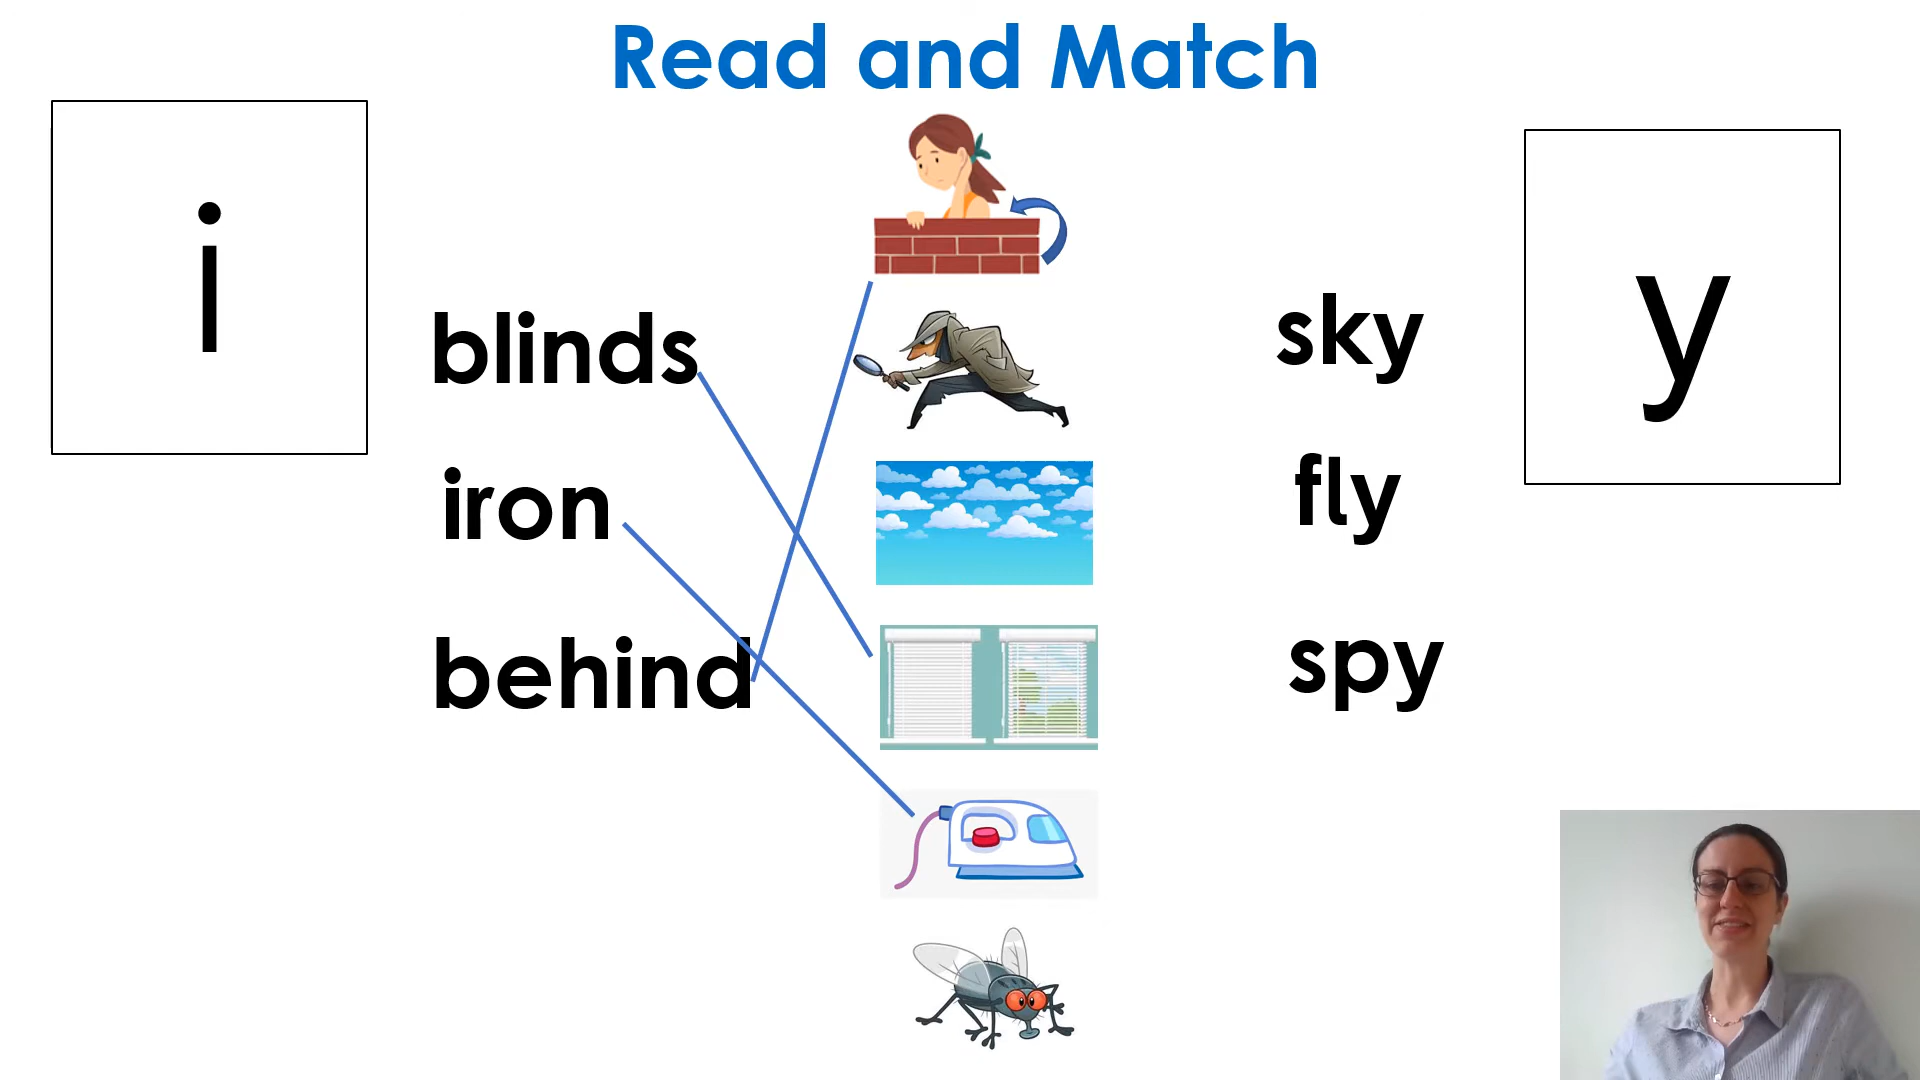 Read and Match
i
blinds
iron
behind
sky
fly
spy
y